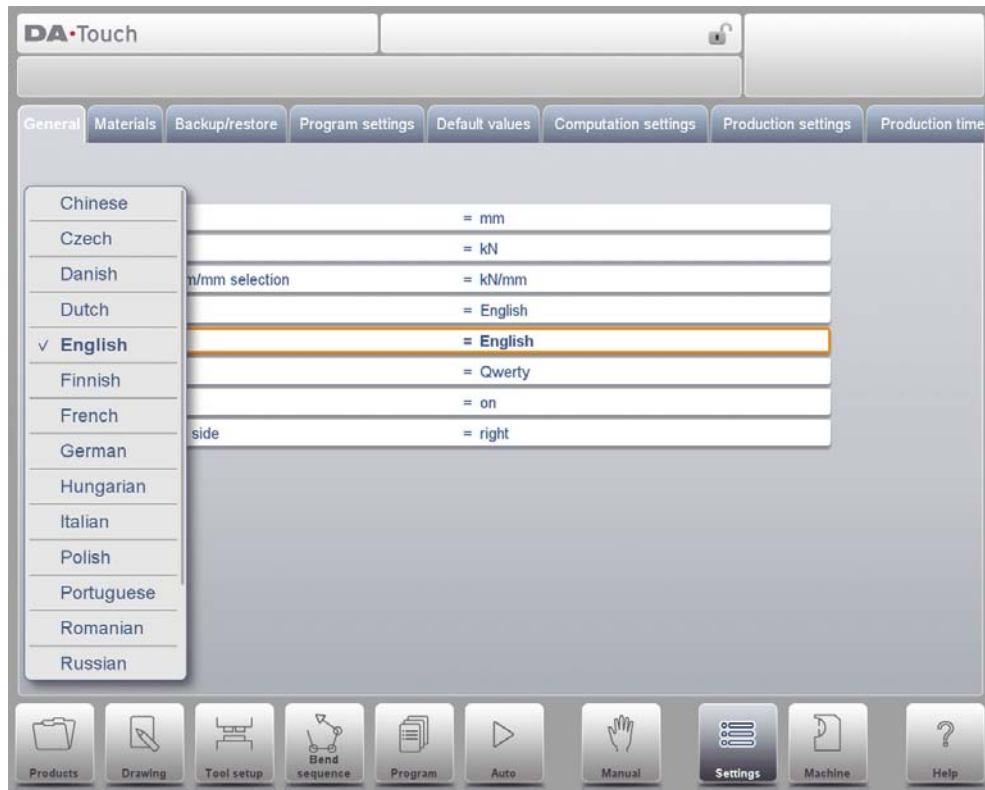 DA•Touch
General Materials Backup/restore Program settings Default values Computation settings Production settings Production time
Chinese
Czech
Danish
Dutch
✓ English
Finnish
French
German
Hungarian
Italian
Polish
Portuguese
Romanian
Russian
= mm
= kN
m/mm selection = kN/mm
= English
= English
= Qwerty
= on
side = right
Products Drawing Tool setup Bend sequence Program Auto Manual Settings Machine Help